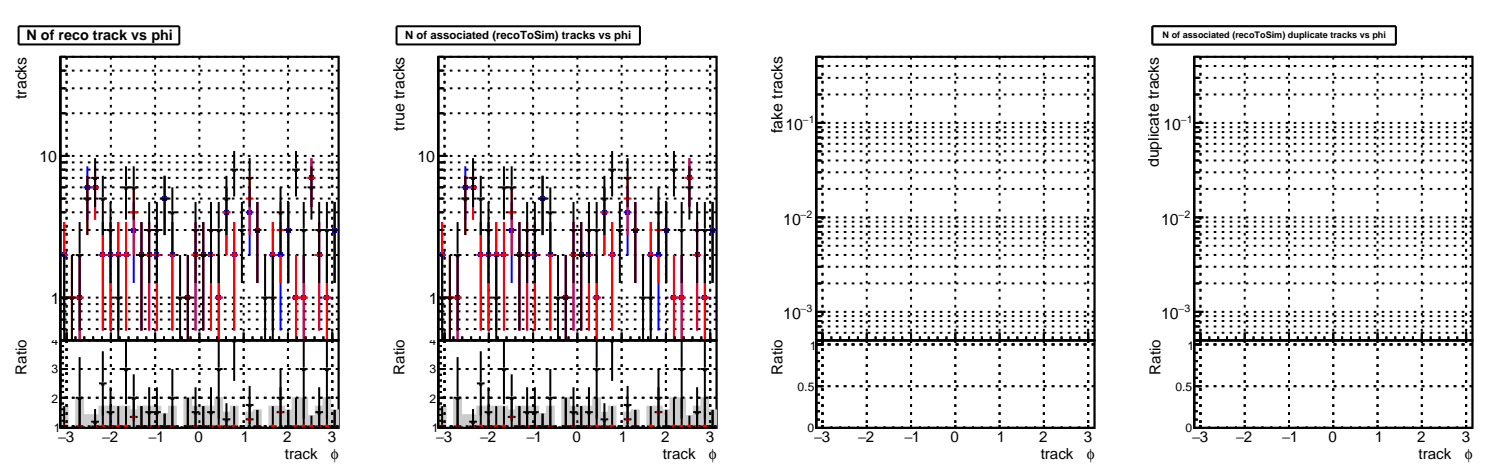 N of reco track vs phi
N of associated (recoToSim) tracks vs phi
N of associated (recoToSim) duplicate tracks vs phi
tracks
10
1
Ratio
4
3
2
1
−3 −2 −1 0 1 2 3
track ϕ
true tracks
10
1
Ratio
4
3
2
1
−3 −2 −1 0 1 2 3
track ϕ
fake tracks
10−1
10−2
10−3
Ratio
1
0.5
0
−3 −2 −1 0 1 2 3
track ϕ
duplicate tracks
10−1
10−2
10−3
Ratio
1
0.5
0
−3 −2 −1 0 1 2 3
track ϕ